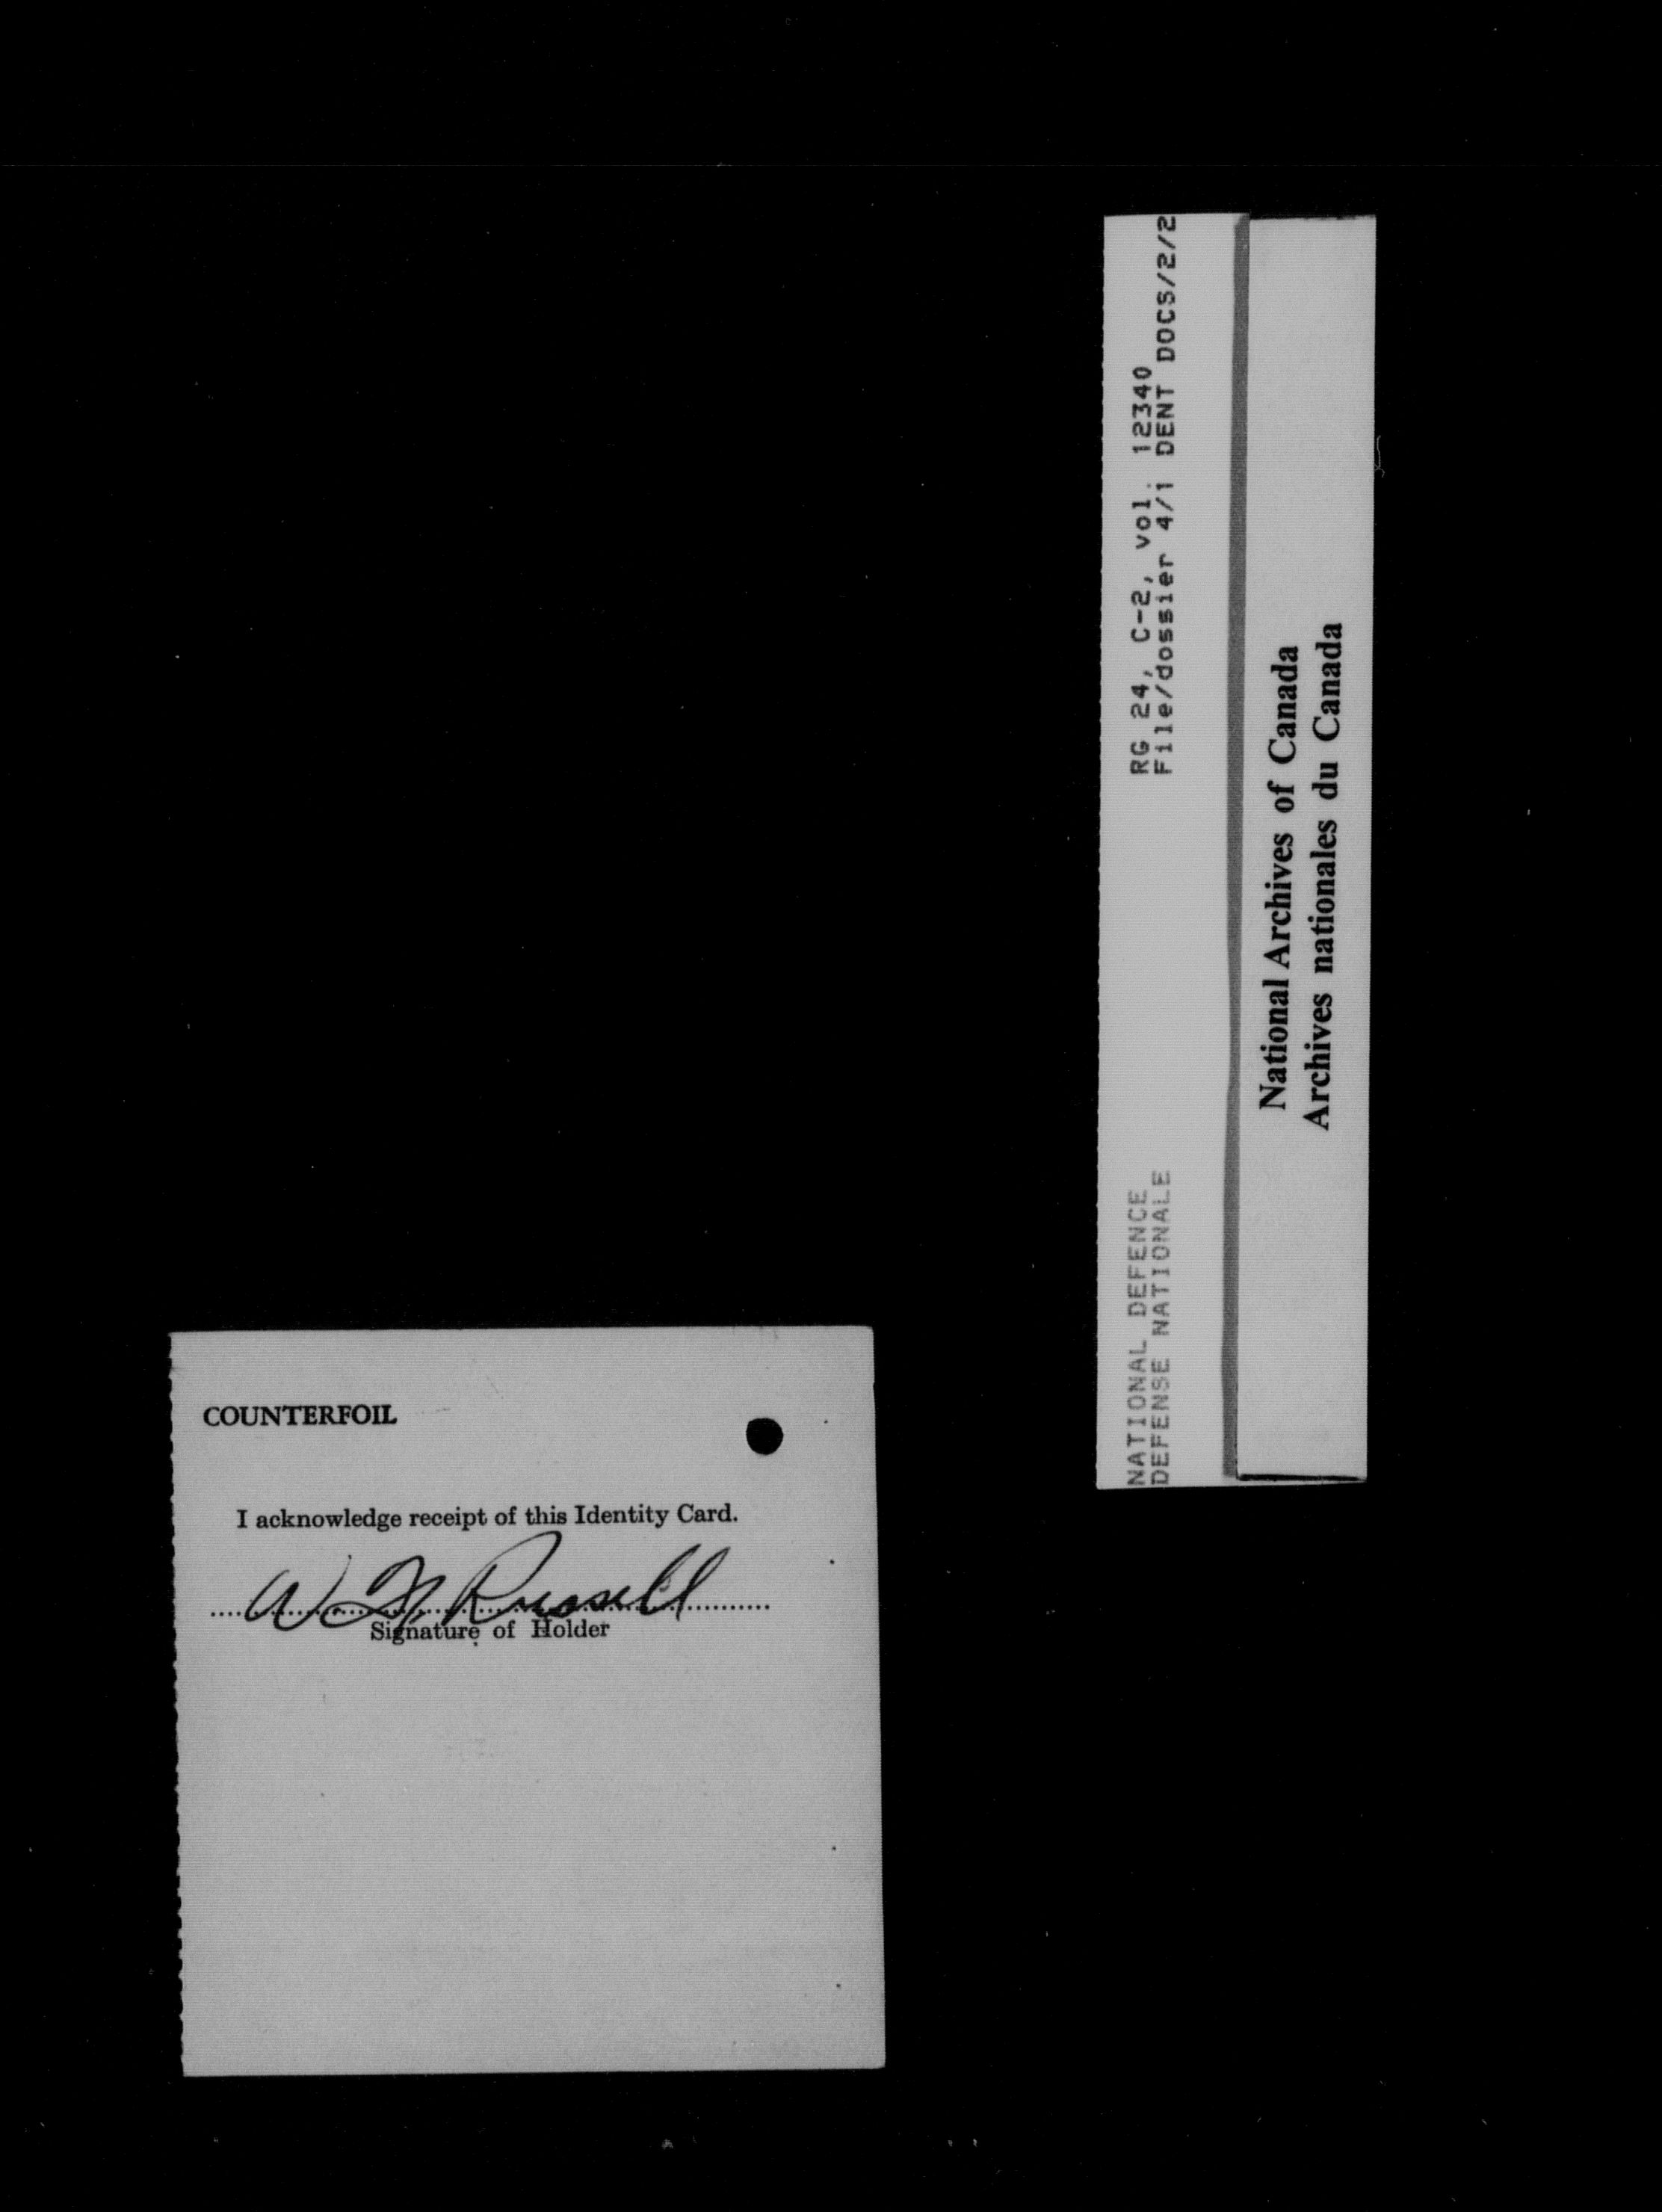 COUNTERFOIL
I acknowledge receipt of this Identity Card.
W. Russell
Signature of Holder
NATIONAL DEFENCE
DEFENSE NATIONALE
RG 24, C-2, vol. 12340
File/dossier 4/i DENT DOCS/2/2
National Archives of Canada
Archives nationales du Canada